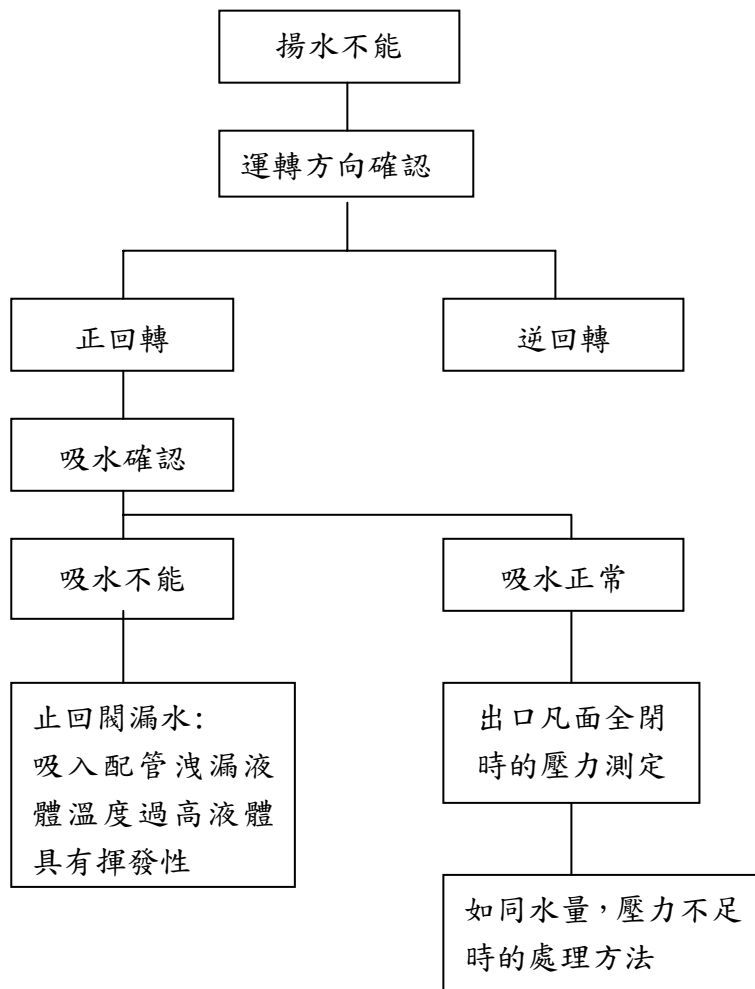 揚水不能
運轉方向確認
正回轉
逆回轉
吸水確認
吸水不能
吸水正常
止回閥漏水:
吸入配管洩漏液
體溫度過高液體
具有揮發性
出口凡面全閉
時的壓力測定
如同水量，壓力不足
時的處理方法